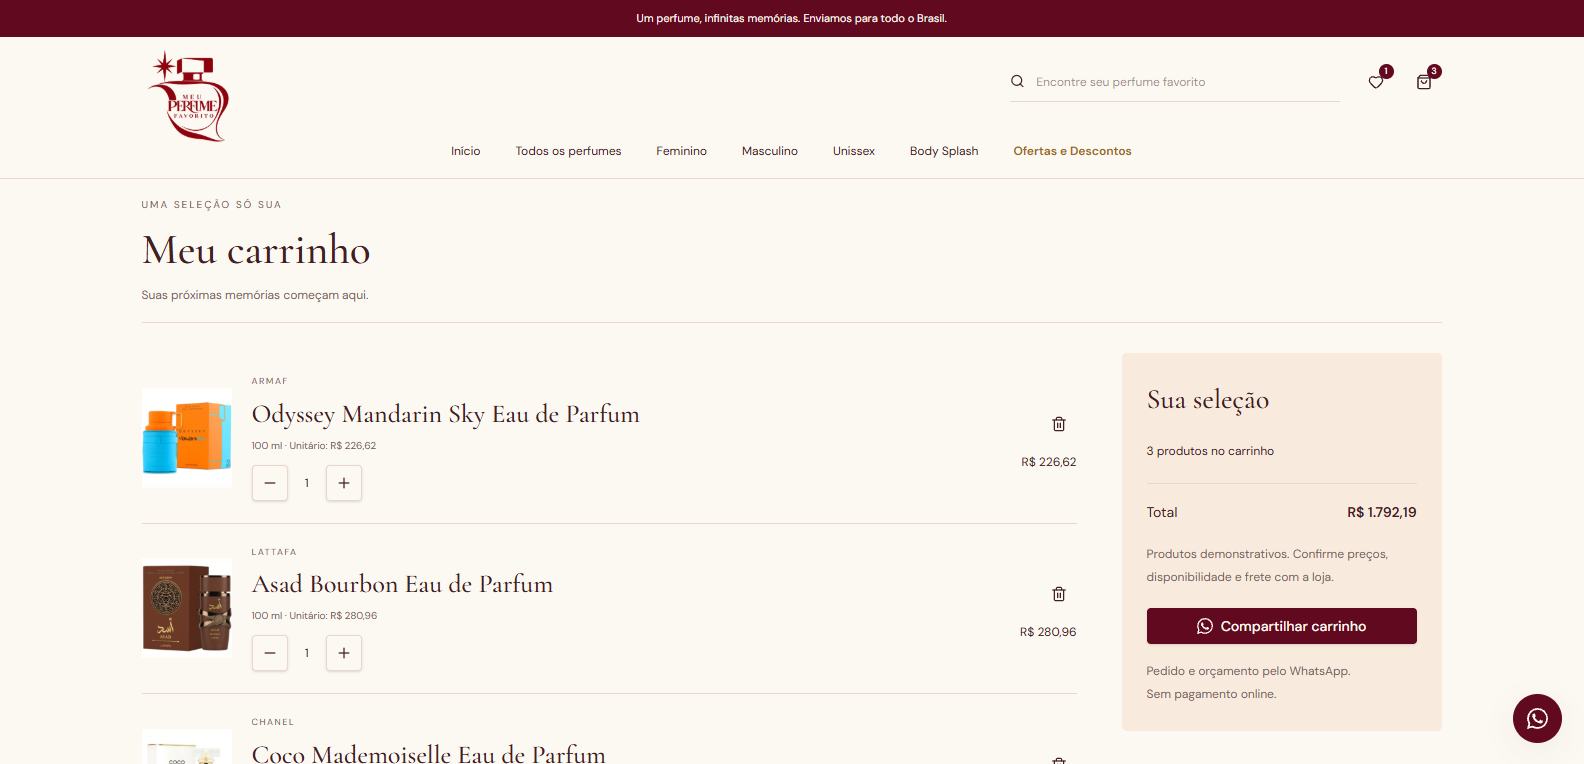 Um perfume, infinitas memórias. Enviamos para todo o Brasil.
MEU
PERFUME
FAVORITO
Encontre seu perfume favorito
1
3
Início
Todos os perfumes
Feminino
Masculino
Unissex
Body Splash
Ofertas e Descontos
UMA SELEÇÃO SÓ SUA
Meu carrinho
Suas próximas memórias começam aqui.
ARMAF
Odyssey Mandarin Sky Eau de Parfum
100 ml · Unitário: R$ 226,62
1
R$ 226,62
LATTAFA
Asad Bourbon Eau de Parfum
100 ml · Unitário: R$ 280,96
1
R$ 280,96
CHANEL
Coco Mademoiselle Eau de Parfum
Sua seleção
3 produtos no carrinho
Total R$ 1.792,19
Produtos demonstrativos. Confirme preços,
disponibilidade e frete com a loja.
Compartilhar carrinho
Pedido e orçamento pelo WhatsApp.
Sem pagamento online.